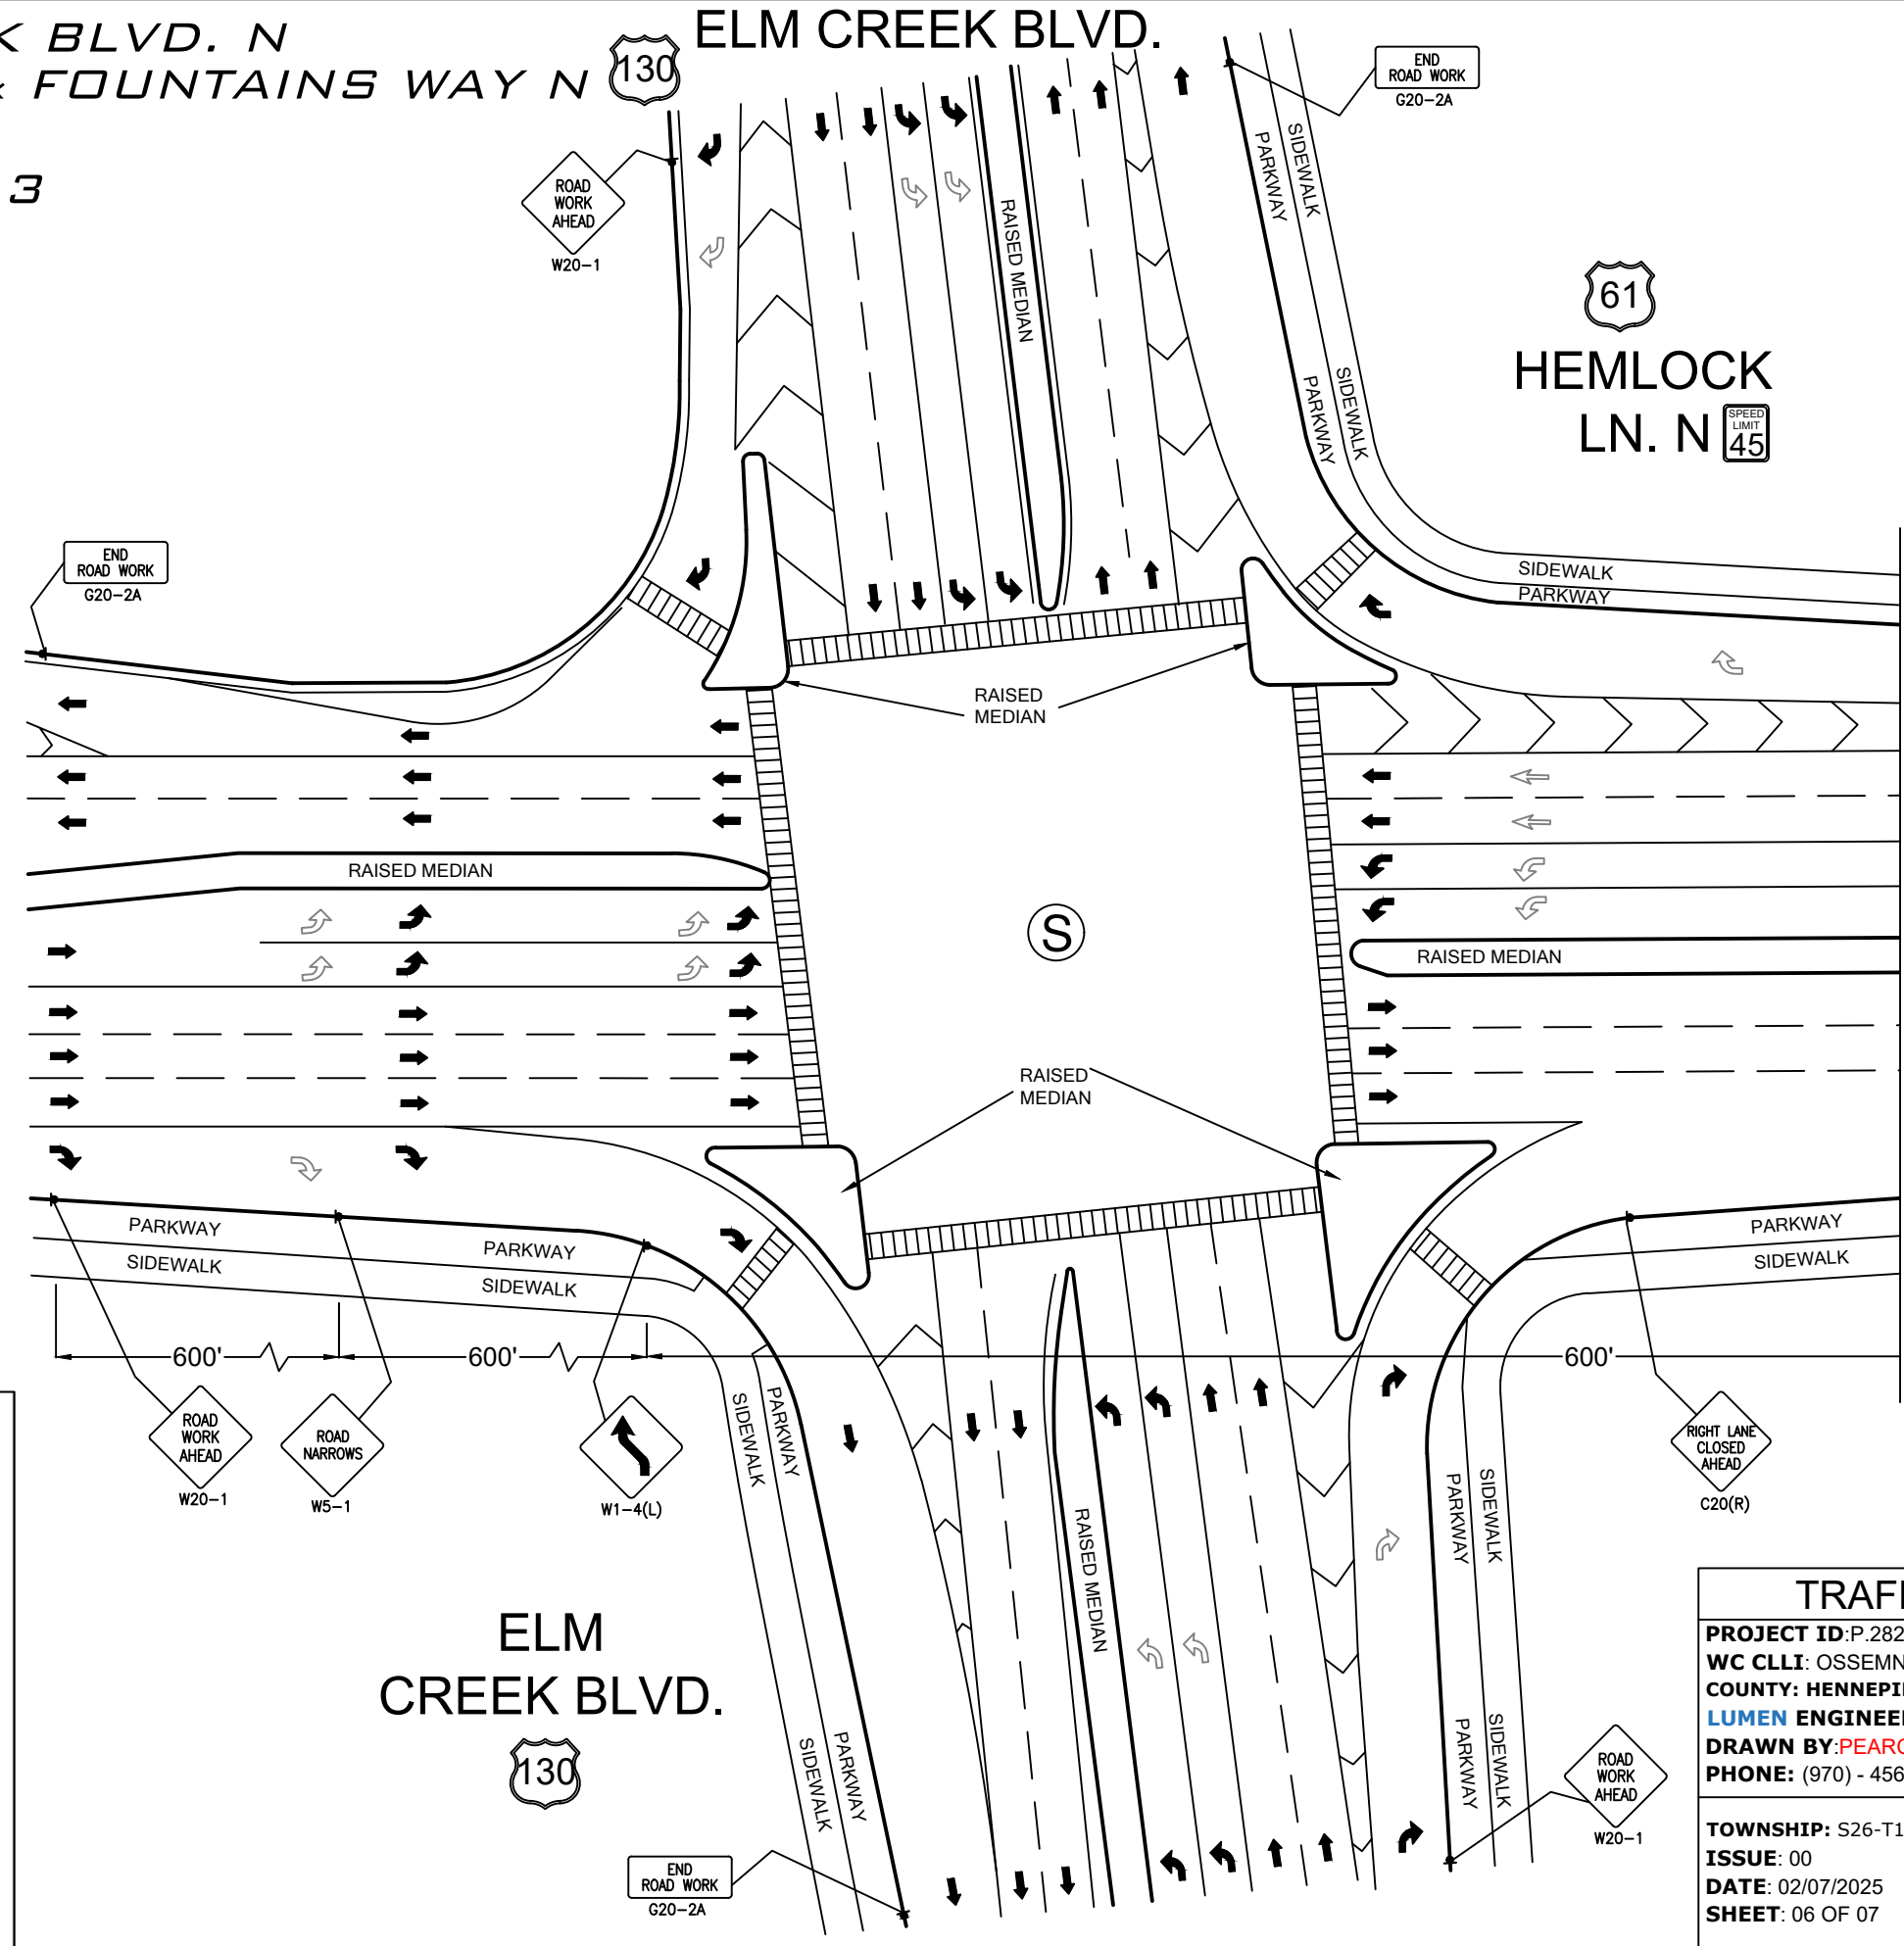 K BLVD. N
& FOUNTAINS WAY N
3
130
ELM CREEK BLVD.
END
ROAD WORK
G20-2A
ROAD
WORK
AHEAD
W20-1
RAISED MEDIAN
PARKWAY
SIDEWALK
61
HEMLOCK
LN. N
SPEED
LIMIT
45
PARKWAY
SIDEWALK
END
ROAD WORK
G20-2A
SIDEWALK
PARKWAY
RAISED
MEDIAN
RAISED MEDIAN
S
RAISED MEDIAN
RAISED
MEDIAN
PARKWAY
SIDEWALK
PARKWAY
SIDEWALK
PARKWAY
SIDEWALK
600'
600'
600'
ROAD
WORK
AHEAD
W20-1
ROAD
NARROWS
W5-1
W1-4(L)
SIDEWALK
PARKWAY
RAISED MEDIAN
PARKWAY
SIDEWALK
RIGHT LANE
CLOSED
AHEAD
C20(R)
ELM
CREEK BLVD.
130
SIDEWALK
PARKWAY
PARKWAY
SIDEWALK
ROAD
WORK
AHEAD
W20-1
END
ROAD WORK
G20-2A
TRAF
PROJECT ID:P.282
WC CLLI: OSSEMN
COUNTY: HENNEPI
LUMEN ENGINEE
DRAWN BY:PEAR
PHONE: (970) - 456
TOWNSHIP: S26-T1
ISSUE: 00
DATE: 02/07/2025
SHEET: 06 OF 07